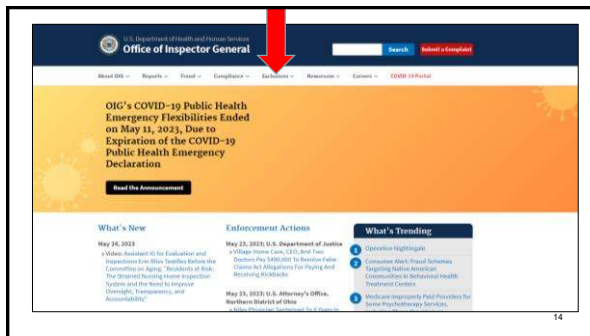 U.S. Department of Health and Human Services
Office of Inspector General
Search
Submit a Complaint
About OIG
Reports
Fraud
Compliance
Exclusions
Newsroom
Careers
COVID-19 Portal
OIG's COVID-19 Public Health
Emergency Flexibilities Ended
on May 11, 2023, Due to
Expiration of the COVID-19
Public Health Emergency
Declaration
Read the Announcement
What's New
May 24, 2023
Video: Assistant IG for Evaluation and
Inspections Erin Bliss Testifies Before the
Committee on Aging: "Residents at Risk:
The Strained Nursing Home Inspection
System and the Need to Improve
Oversight, Transparency, and
Accountability"
Enforcement Actions
May 23, 2023; U.S. Department of Justice
Village Home Care, CEO, And Two
Doctors Pay $490,000 To Resolve False
Claims Act Allegations For Paying And
Receiving Kickbacks
May 23, 2023; U.S. Attorney's Office,
Northern District of Ohio
Niles Physician Sentenced To 8 Years In
What's Trending
1 Operation Nightingale
2 Consumer Alert: Fraud Schemes
Targeting Native American
Communities in Behavioral Health
Treatment Centers
3 Medicare Improperly Paid Providers for
Some Psychotherapy Services,
14